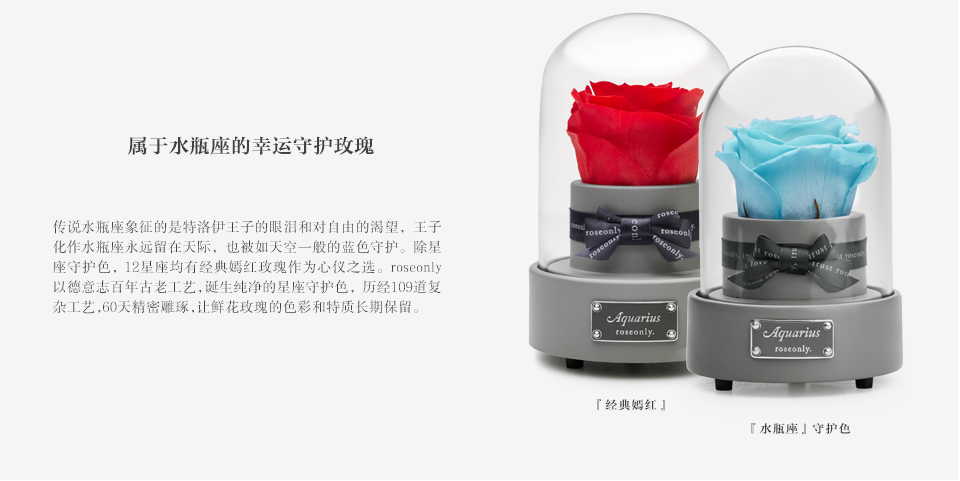 属于水瓶座的幸运守护玫瑰
传说水瓶座象征的是特洛伊王子的眼泪和对自由的渴望，王子
化作水瓶座永远留在天际，也被如天空一般的蓝色守护。除星
座守护色，12星座均有经典嫣红玫瑰作为心仪之选。roseonly
以德意志百年古老工艺,诞生纯净的星座守护色，历经109道复
杂工艺,60天精密雕琢,让鲜花玫瑰的色彩和特质长期保留。
Aquarius
roseonly.
Aquarius
roseonly.
『经典嫣红』
『水瓶座』守护色